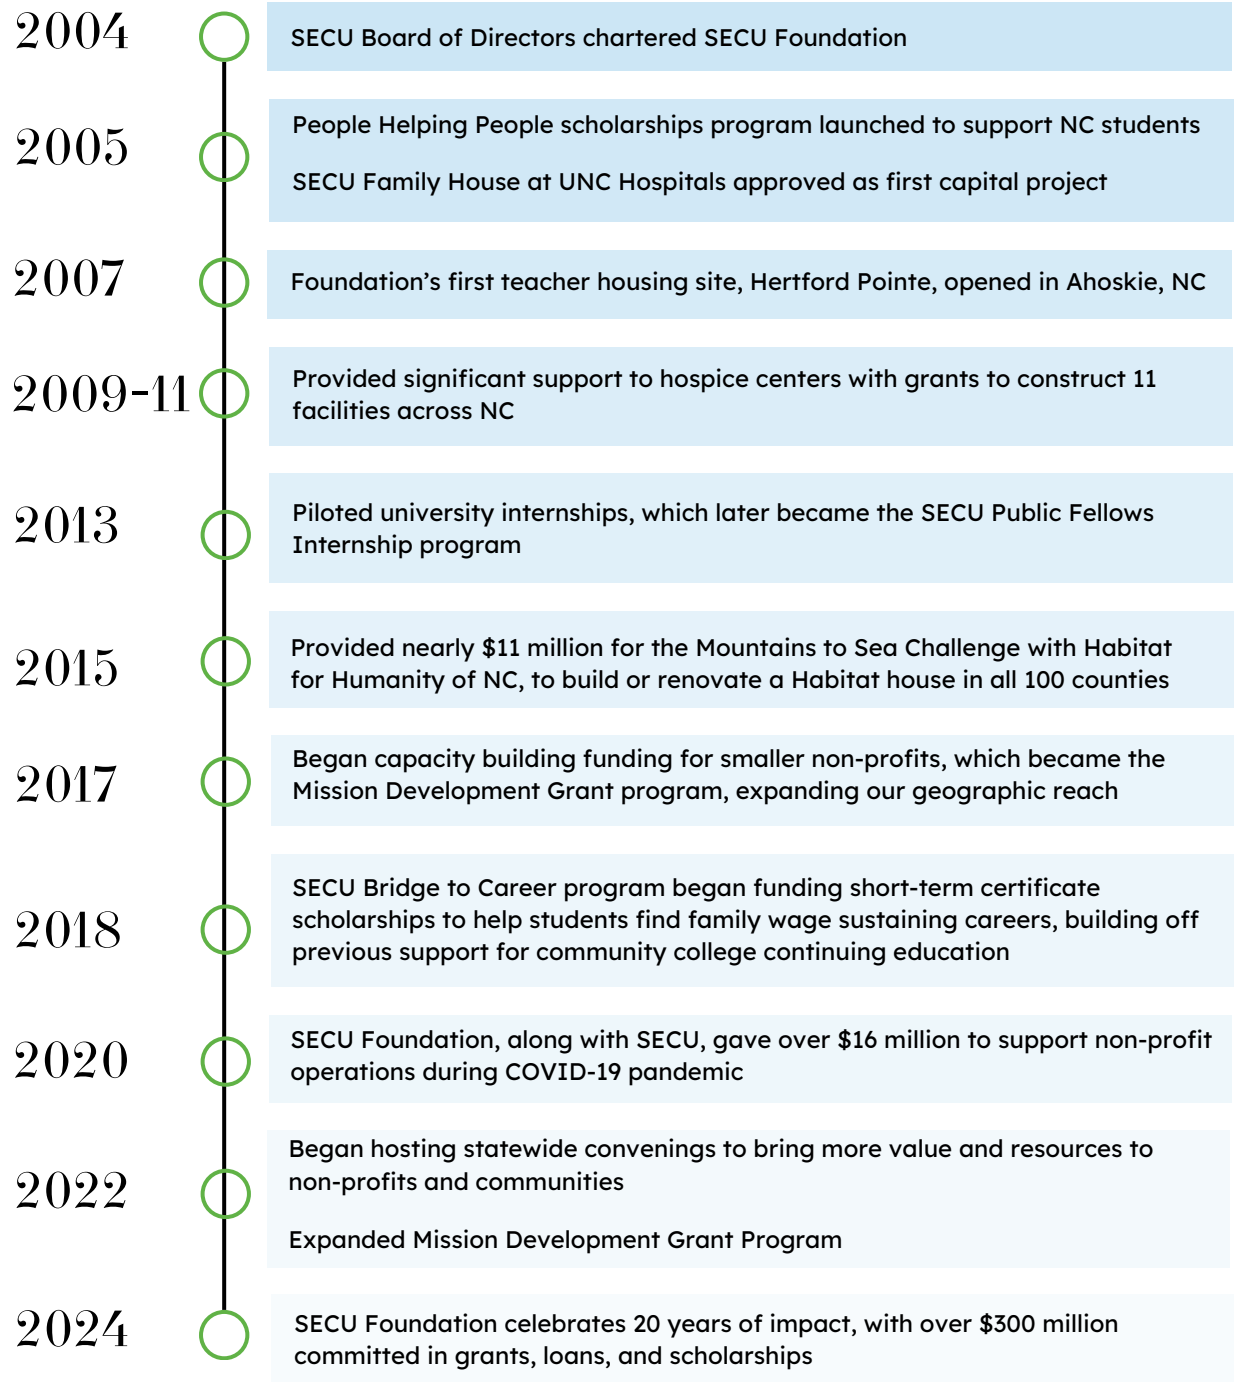 2004
SECU Board of Directors chartered SECU Foundation
2005
People Helping People scholarships program launched to support NC students
SECU Family House at UNC Hospitals approved as first capital project
2007
Foundation’s first teacher housing site, Hertford Pointe, opened in Ahoskie, NC
2009-11
Provided significant support to hospice centers with grants to construct 11
facilities across NC
2013
Piloted university internships, which later became the SECU Public Fellows
Internship program
2015
Provided nearly $11 million for the Mountains to Sea Challenge with Habitat
for Humanity of NC, to build or renovate a Habitat house in all 100 counties
2017
Began capacity building funding for smaller non-profits, which became the
Mission Development Grant program, expanding our geographic reach
2018
SECU Bridge to Career program began funding short-term certificate
scholarships to help students find family wage sustaining careers, building off
previous support for community college continuing education
2020
SECU Foundation, along with SECU, gave over $16 million to support non-profit
operations during COVID-19 pandemic
2022
Began hosting statewide convenings to bring more value and resources to
non-profits and communities
Expanded Mission Development Grant Program
2024
SECU Foundation celebrates 20 years of impact, with over $300 million
committed in grants, loans, and scholarships